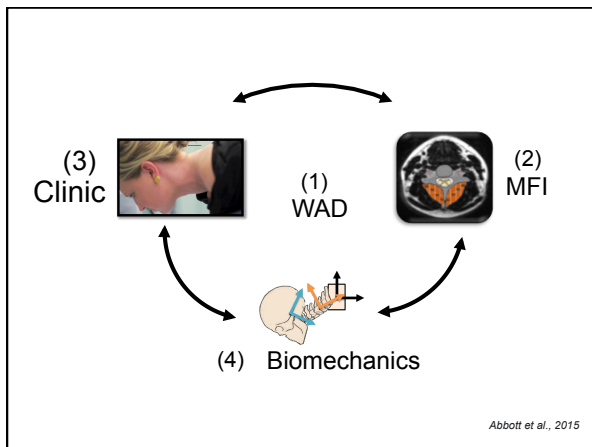 (3)
Clinic
(1)
WAD
(2)
MFI
(4) Biomechanics
Abbott et al., 2015